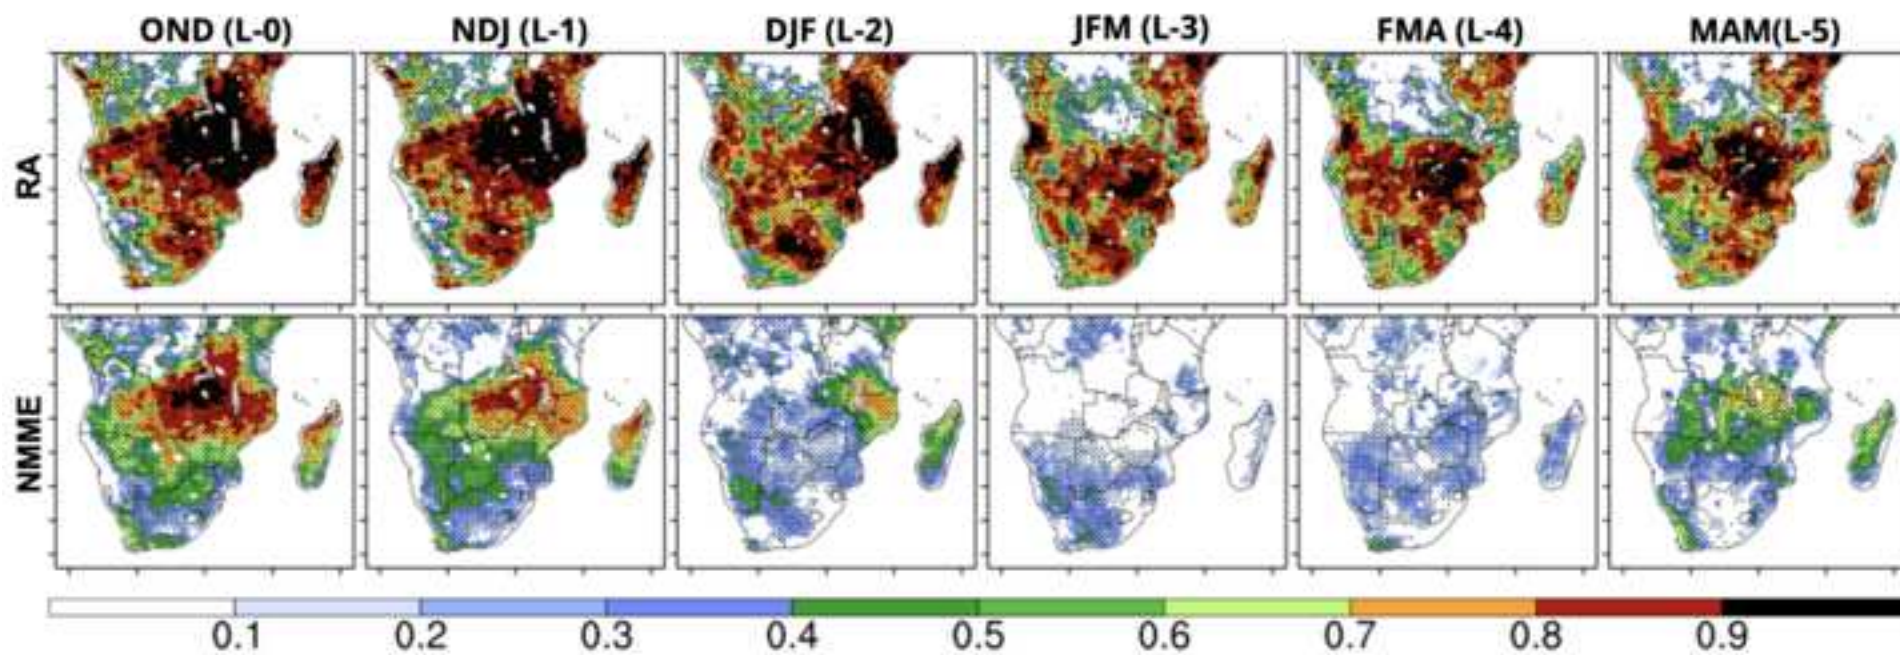 OND (L-0) NDJ (L-1) DJF (L-2) JFM (L-3) FMA (L-4) MAM(L-5)
RA
NMME
0.1 0.2 0.3 0.4 0.5 0.6 0.7 0.8 0.9